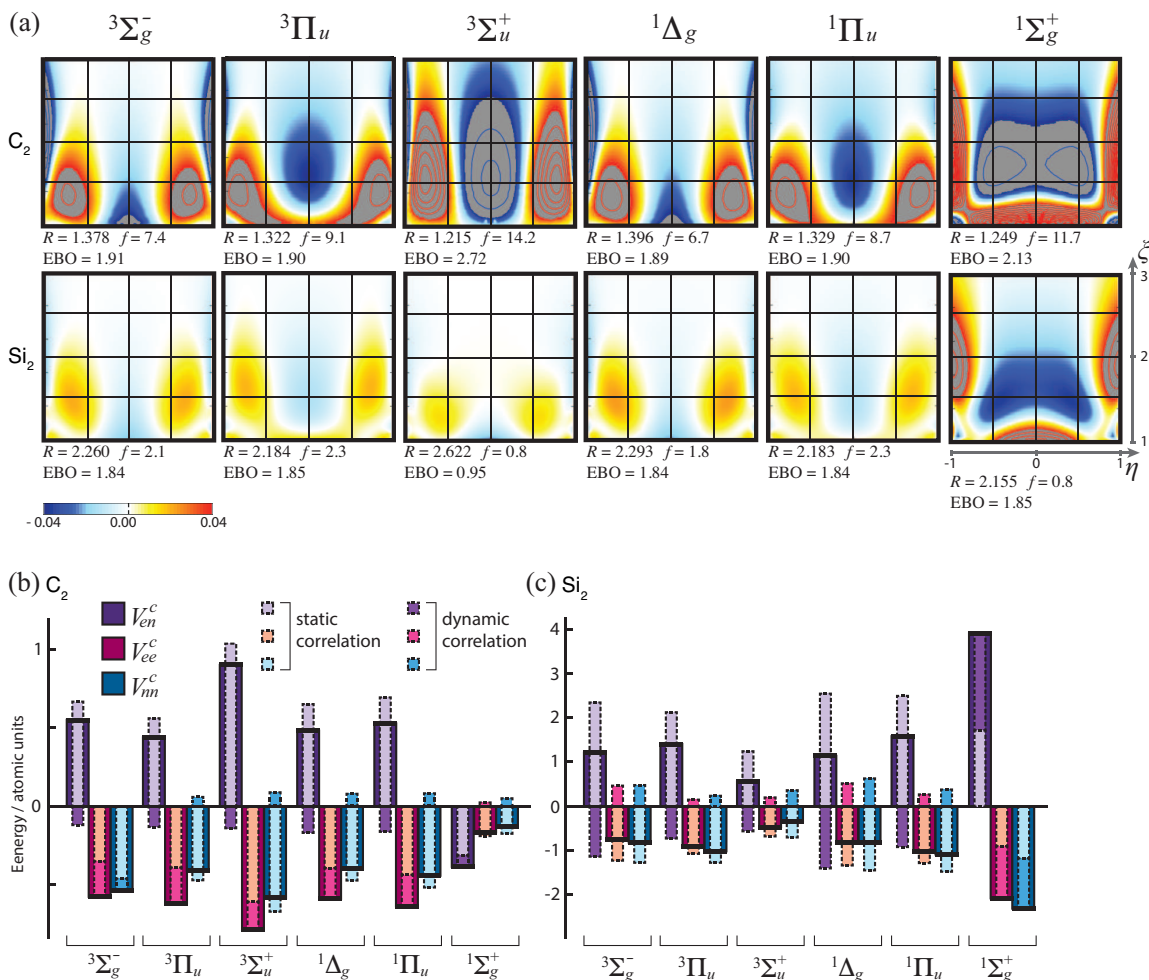 (a) ³Σg⁻ ³Πu ³Σu⁺ ¹Δg ¹Πu ¹Σg⁺
C₂
R = 1.378 f = 7.4 R = 1.322 f = 9.1 R = 1.215 f = 14.2 R = 1.396 f = 6.7 R = 1.329 f = 8.7 R = 1.249 f = 11.7
EBO = 1.91 EBO = 1.90 EBO = 2.72 EBO = 1.89 EBO = 1.90 EBO = 2.13
ξ
3
Si₂
2
1
R = 2.260 f = 2.1 R = 2.184 f = 2.3 R = 2.622 f = 0.8 R = 2.293 f = 1.8 R = 2.183 f = 2.3
EBO = 1.84 EBO = 1.85 EBO = 0.95 EBO = 1.84 EBO = 1.84
-1 0 1 η
R = 2.155 f = 0.8
EBO = 1.85
- 0.04 0.00 0.04
(b) C₂
V_en^c
V_ee^c
V_nn^c
static
correlation
dynamic
correlation
Eenergy / atomic units
1
0
³Σg⁻ ³Πu ³Σu⁺ ¹Δg ¹Πu ¹Σg⁺
(c) Si₂
4
3
2
1
0
-1
-2
³Σg⁻ ³Πu ³Σu⁺ ¹Δg ¹Πu ¹Σg⁺